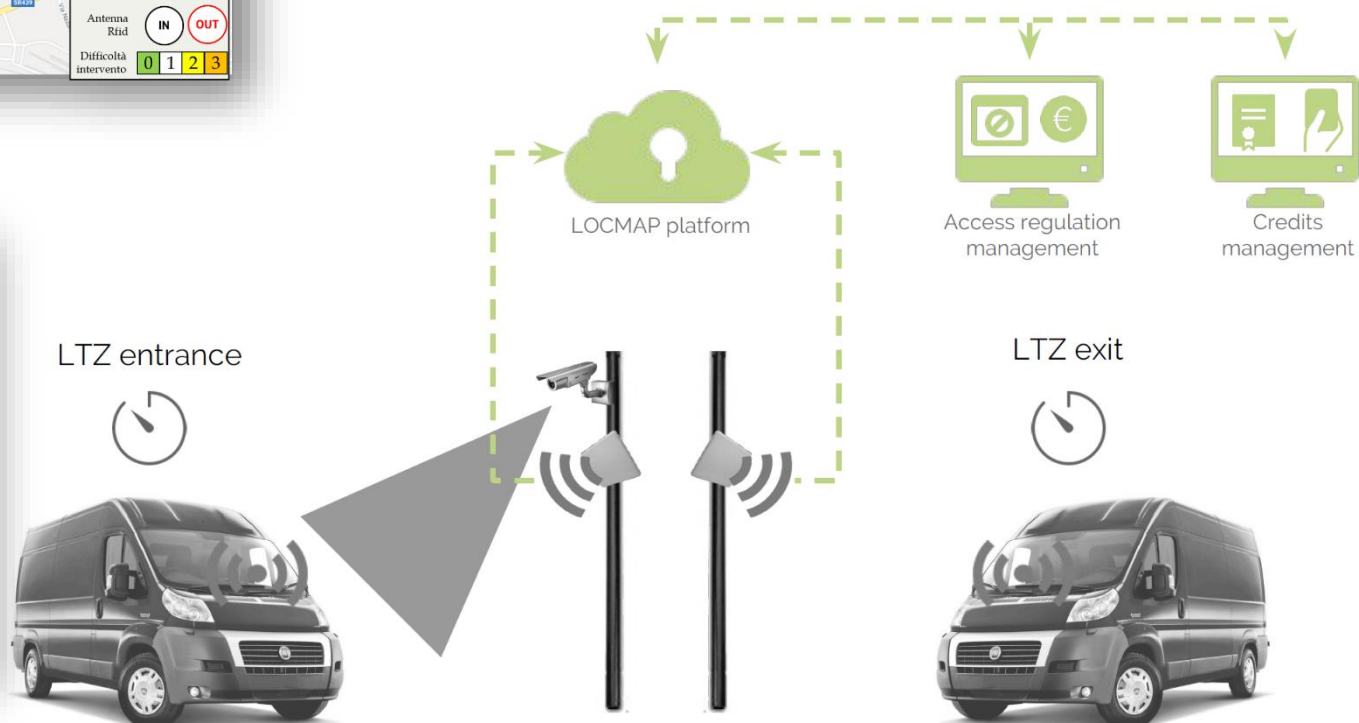 SR439
Antenna
Rfid
IN
OUT
Difficoltà
intervento
0 1 2 3
€
LOCMAP platform
Access regulation
management
Credits
management
LTZ entrance
LTZ exit